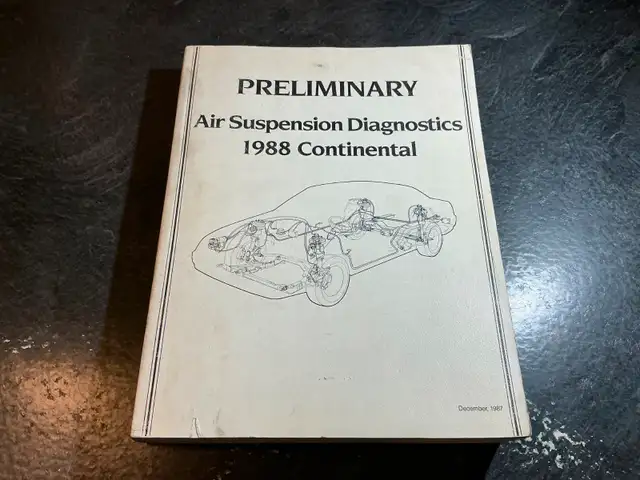 PRELIMINARY
Air Suspension Diagnostics
1988 Continental
December, 1987